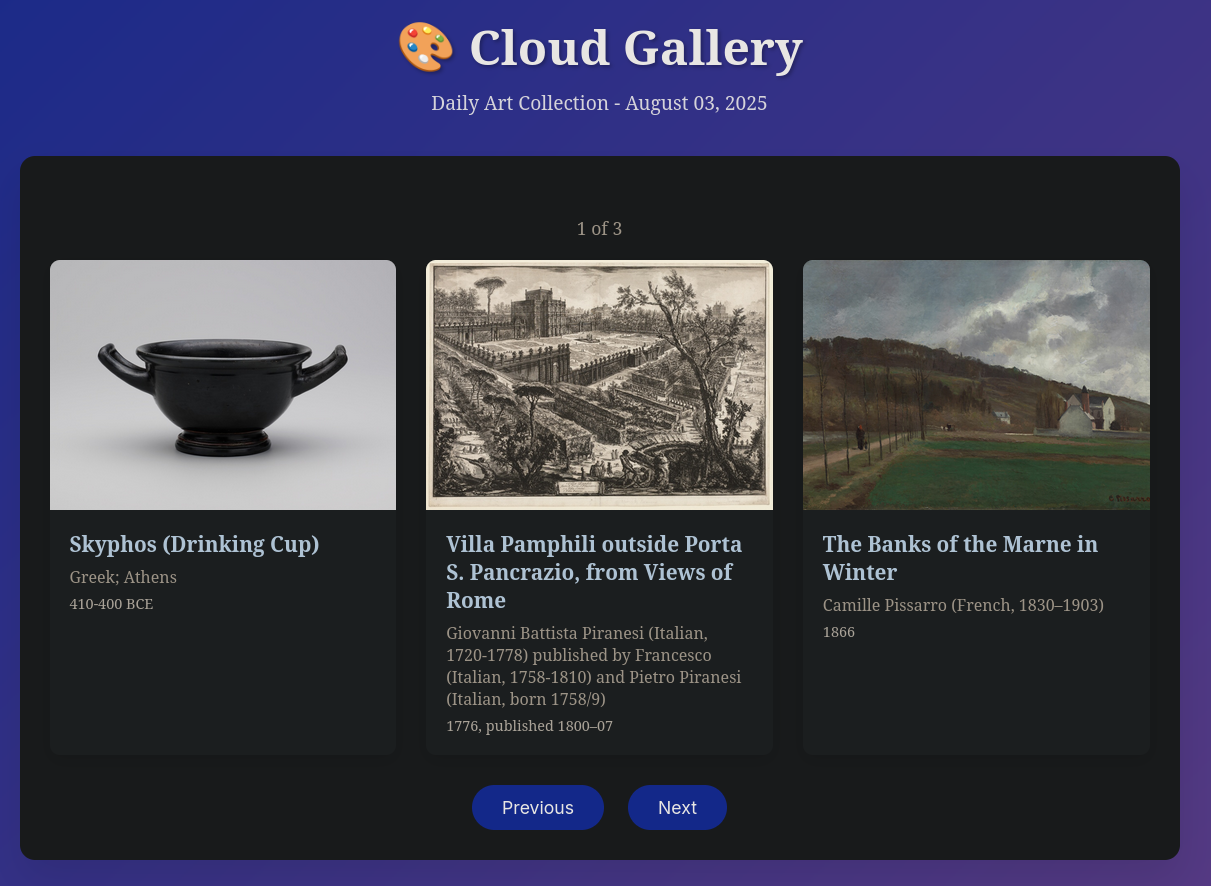 🎨 Cloud Gallery
Daily Art Collection - August 03, 2025
1 of 3
Skyphos (Drinking Cup)
Greek; Athens
410-400 BCE
Villa Pamphili outside Porta
S. Pancrazio, from Views of
Rome
Giovanni Battista Piranesi (Italian,
1720-1778) published by Francesco
(Italian, 1758-1810) and Pietro Piranesi
(Italian, born 1758/9)
1776, published 1800–07
The Banks of the Marne in
Winter
Camille Pissarro (French, 1830–1903)
1866
Previous
Next